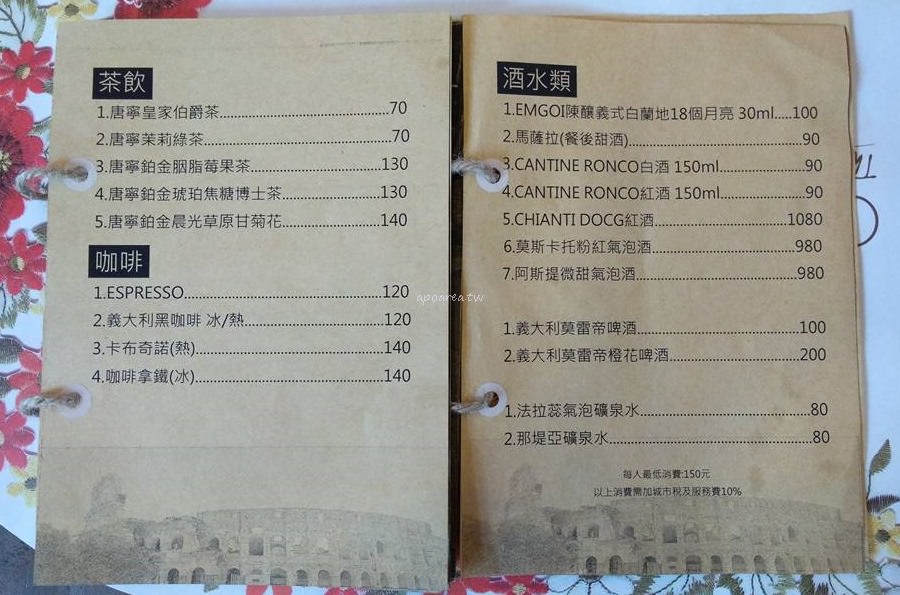 茶飲
1.唐寧皇家伯爵茶......70
2.唐寧茉莉綠茶......70
3.唐寧鉑金胭脂莓果茶......130
4.唐寧鉑金琥珀焦糖博士茶......130
5.唐寧鉑金晨光草原甘菊花......140
咖啡
1.ESPRESSO......120
2.義大利黑咖啡 冰/熱......120
3.卡布奇諾(熱)......140
4.咖啡拿鐵(冰)......140
apoarea.tw
酒水類
1.EMGOI陳釀義式白蘭地18個月亮 30ml.....100
2.馬薩拉(餐後甜酒)......90
3.CANTINE RONCO白酒 150ml......90
4.CANTINE RONCO紅酒 150ml......90
5.CHIANTI DOCG紅酒......1080
6.莫斯卡托粉紅氣泡酒......980
7.阿斯提微甜氣泡酒......980
1.義大利莫雷帝啤酒......100
2.義大利莫雷帝橙花啤酒......200
1.法拉蕊氣泡礦泉水......80
2.那堤亞礦泉水......80
每人最低消費:150元
以上消費需加城市稅及服務費10%